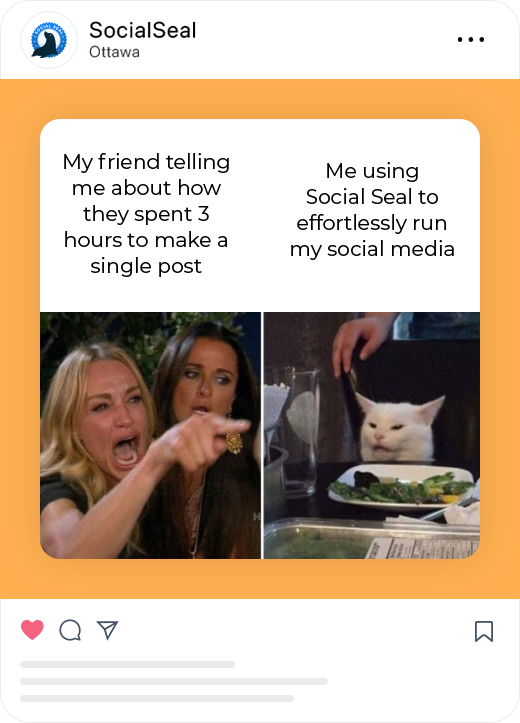 SocialSeal
Ottawa
My friend telling
me about how
they spent 3
hours to make a
single post
Me using
Social Seal to
effortlessly run
my social media